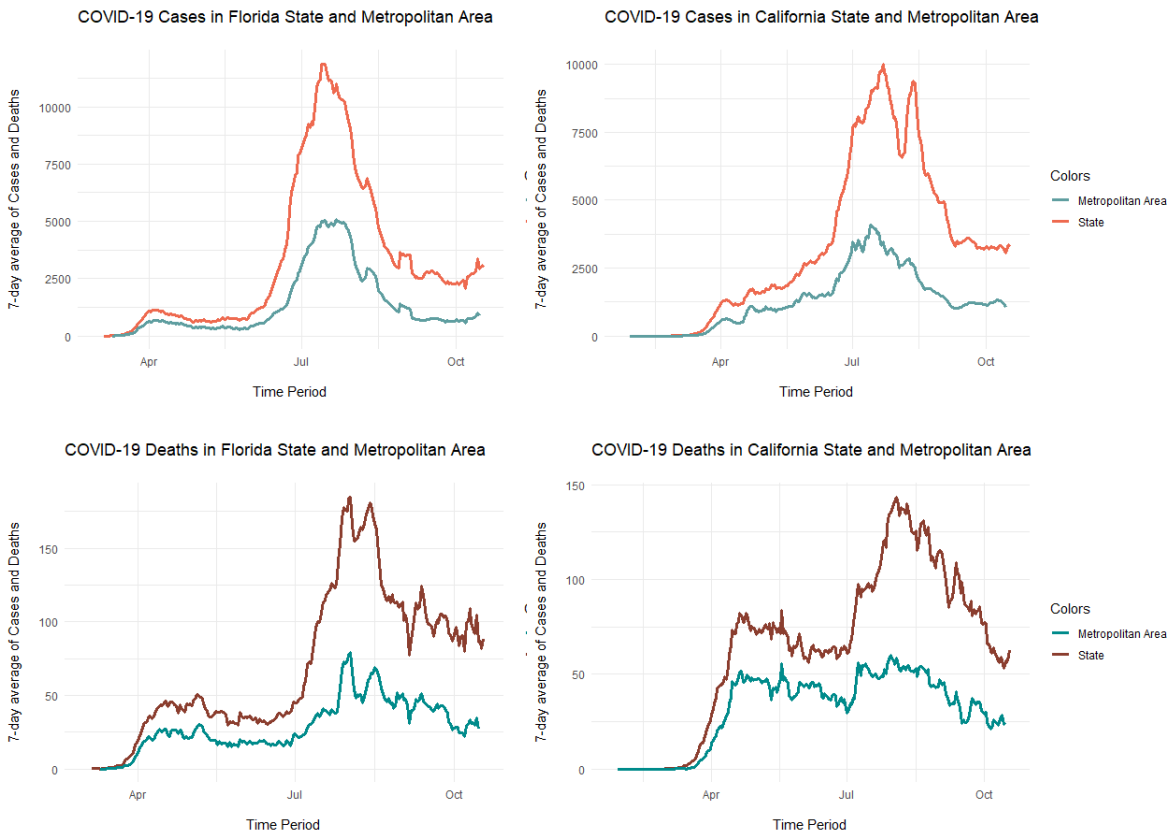 COVID-19 Cases in Florida State and Metropolitan Area
7-day average of Cases and Deaths
10000
7500
5000
2500
0
Apr
Jul
Oct
Time Period
COVID-19 Cases in California State and Metropolitan Area
7-day average of Cases and Deaths
10000
7500
5000
2500
0
Apr
Jul
Oct
Time Period
Colors
Metropolitan Area
State
COVID-19 Deaths in Florida State and Metropolitan Area
7-day average of Cases and Deaths
150
100
50
0
Apr
Jul
Oct
Time Period
COVID-19 Deaths in California State and Metropolitan Area
7-day average of Cases and Deaths
150
100
50
0
Apr
Jul
Oct
Time Period
Colors
Metropolitan Area
State